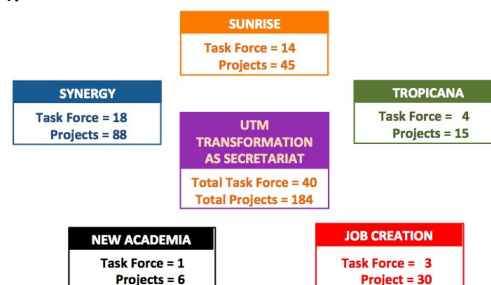 SUNRISE
Task Force = 14
Projects = 45
SYNERGY
Task Force = 18
Projects = 88
TROPICANA
Task Force = 4
Projects = 15
UTM
TRANSFORMATION
AS SECRETARIAT
Total Task Force = 40
Total Projects = 184
NEW ACADEMIA
Task Force = 1
Projects = 6
JOB CREATION
Task Force = 3
Project = 30